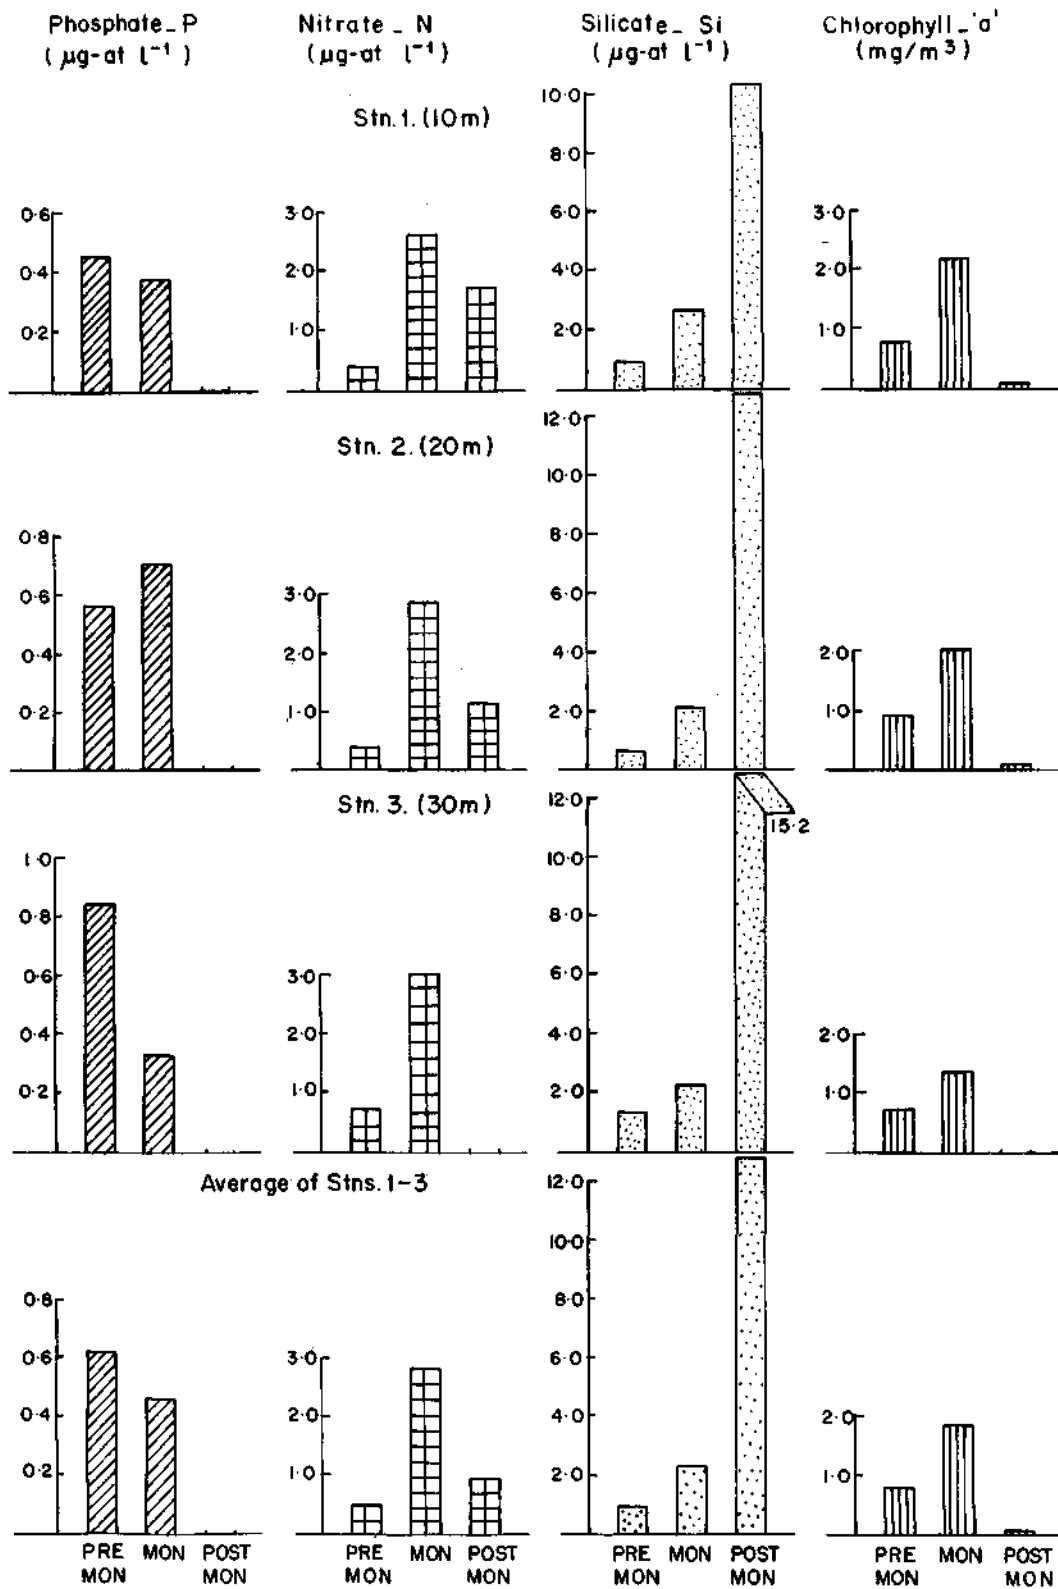 Phosphate-P
(μg-at l⁻¹)
Nitrate-N
(μg-at l⁻¹)
Silicate-Si
(μg-at l⁻¹)
Chlorophyll-'a'
(mg/m³)
Stn.1.(10m)
0·6
0·4
0·2
3·0
2·0
1·0
10·0
8·0
6·0
4·0
2·0
3·0
2·0
1·0
Stn. 2.(20m)
0·8
0·6
0·4
0·2
3·0
2·0
1·0
12·0
10·0
8·0
6·0
4·0
2·0
2·0
1·0
Stn. 3.(30m)
1·0
0·8
0·6
0·4
0·2
3·0
2·0
1·0
12·0
10·0
8·0
6·0
4·0
2·0
15·2
2·0
1·0
Average of Stns. 1-3
0·8
0·6
0·4
0·2
3·0
2·0
1·0
12·0
10·0
8·0
6·0
4·0
2·0
2·0
1·0
PRE MON
MON
POST MON
PRE MON
MON
POST MON
PRE MON
MON
POST MON
PRE MON
MON
POST MON